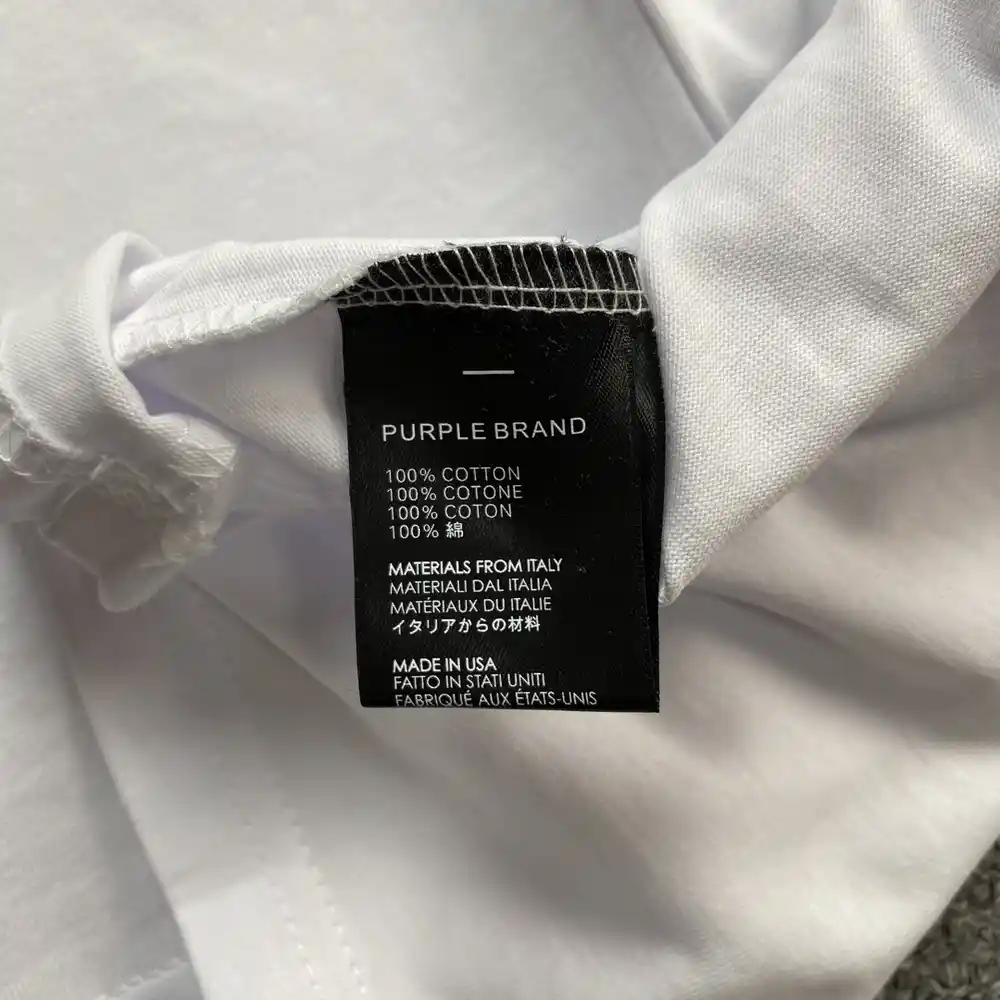 PURPLE BRAND
100% COTTON
100% COTONE
100% COTON
100% 綿
MATERIALS FROM ITALY
MATERIALI DAL ITALIA
MATÉRIAUX DU ITALIE
イタリアからの材料
MADE IN USA
FATTO IN STATI UNITI
FABRIQUÉ AUX ÉTATS-UNIS